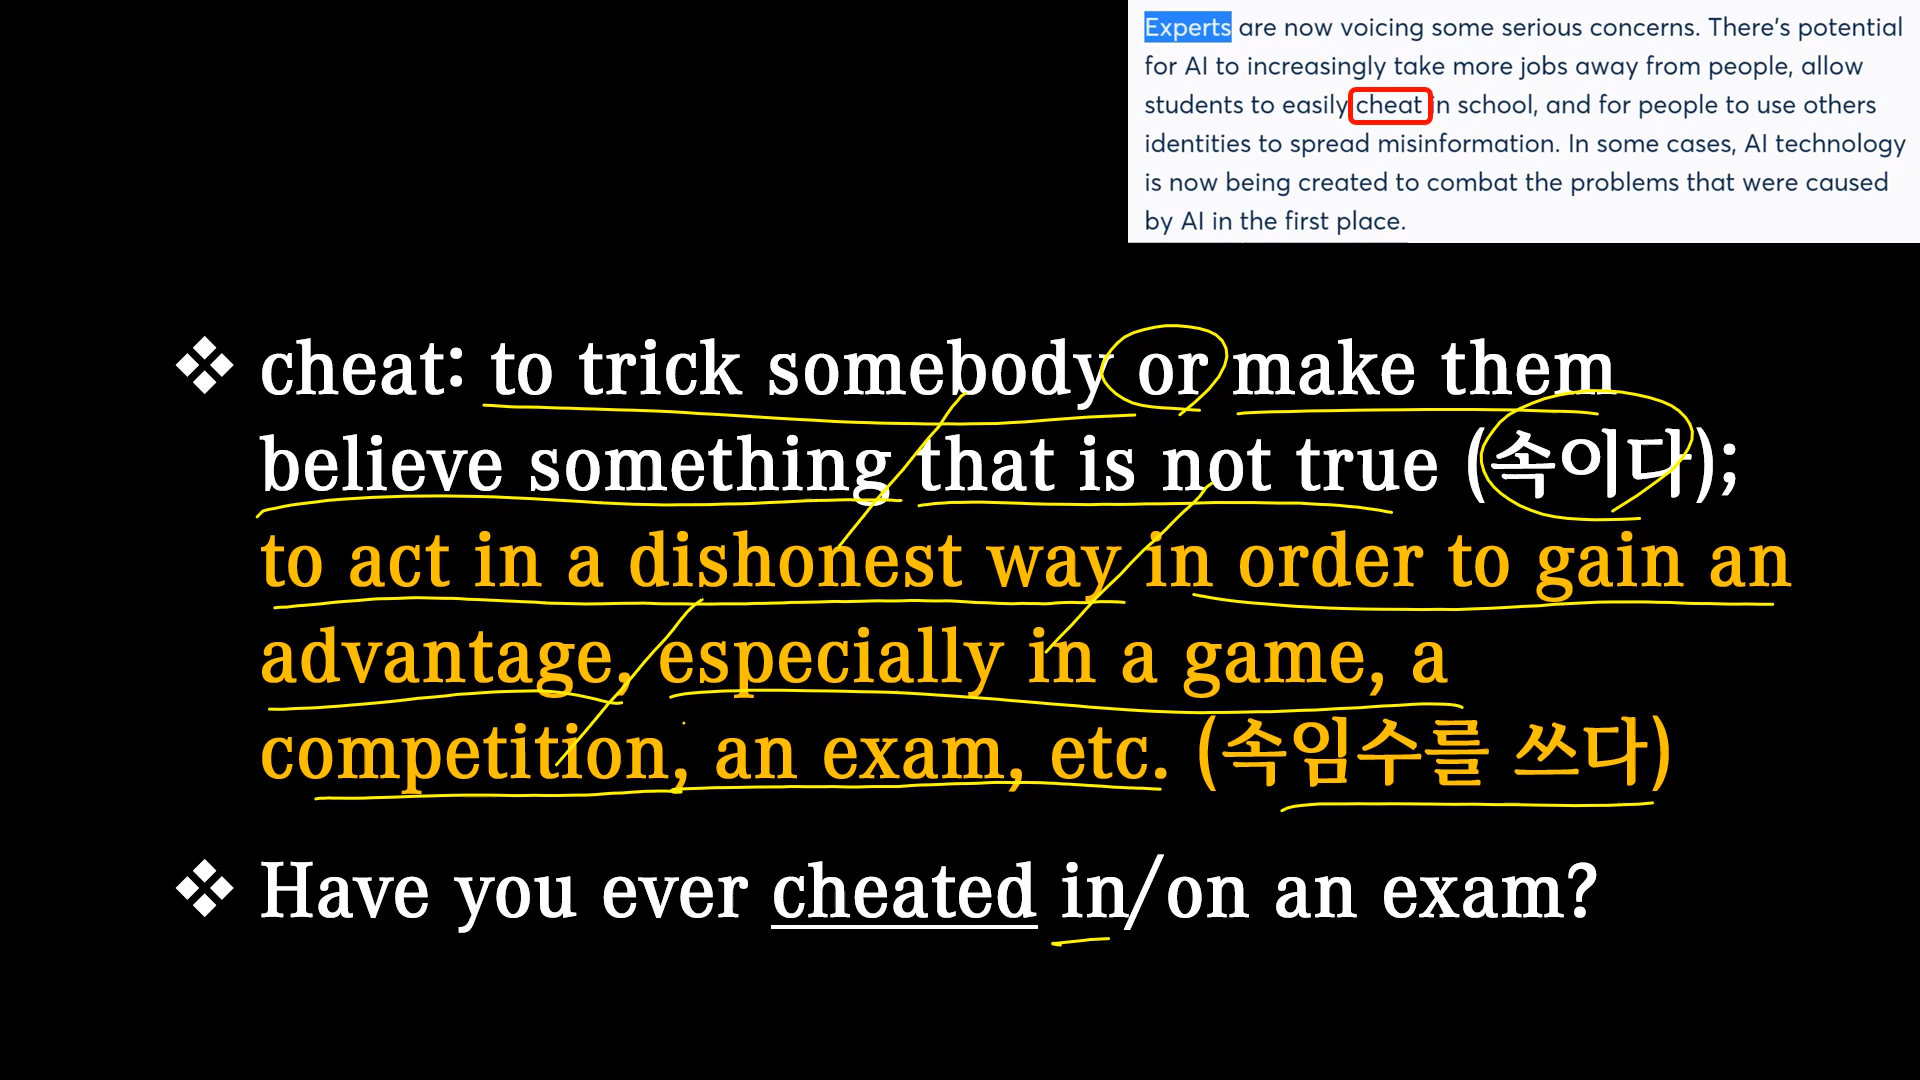 Experts are now voicing some serious concerns. There's potential
for AI to increasingly take more jobs away from people, allow
students to easily cheat in school, and for people to use others
identities to spread misinformation. In some cases, AI technology
is now being created to combat the problems that were caused
by AI in the first place.
❖ cheat: to trick somebody or make them
believe something that is not true (속이다);
to act in a dishonest way in order to gain an
advantage, especially in a game, a
competition, an exam, etc. (속임수를 쓰다)
❖ Have you ever cheated in/on an exam?